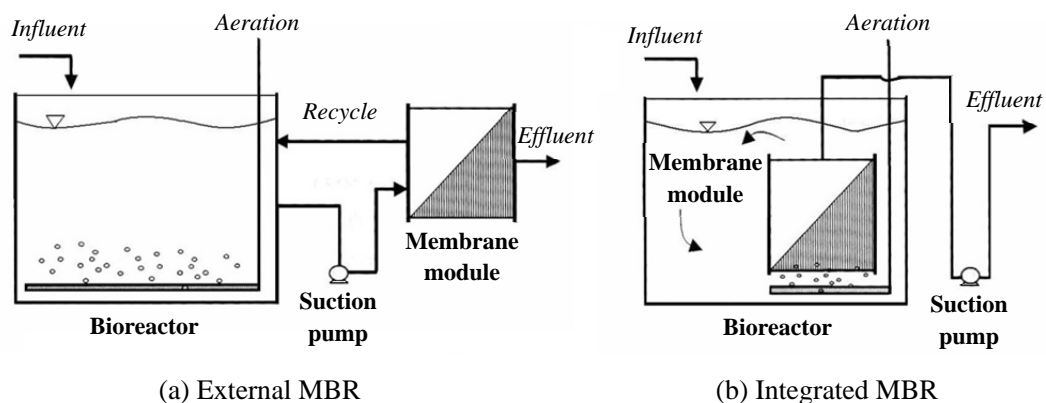 Influent
Aeration
Recycle
Effluent
Membrane
module
Suction
pump
Bioreactor
(a) External MBR
Influent
Aeration
Effluent
Membrane
module
Suction
pump
Bioreactor
(b) Integrated MBR